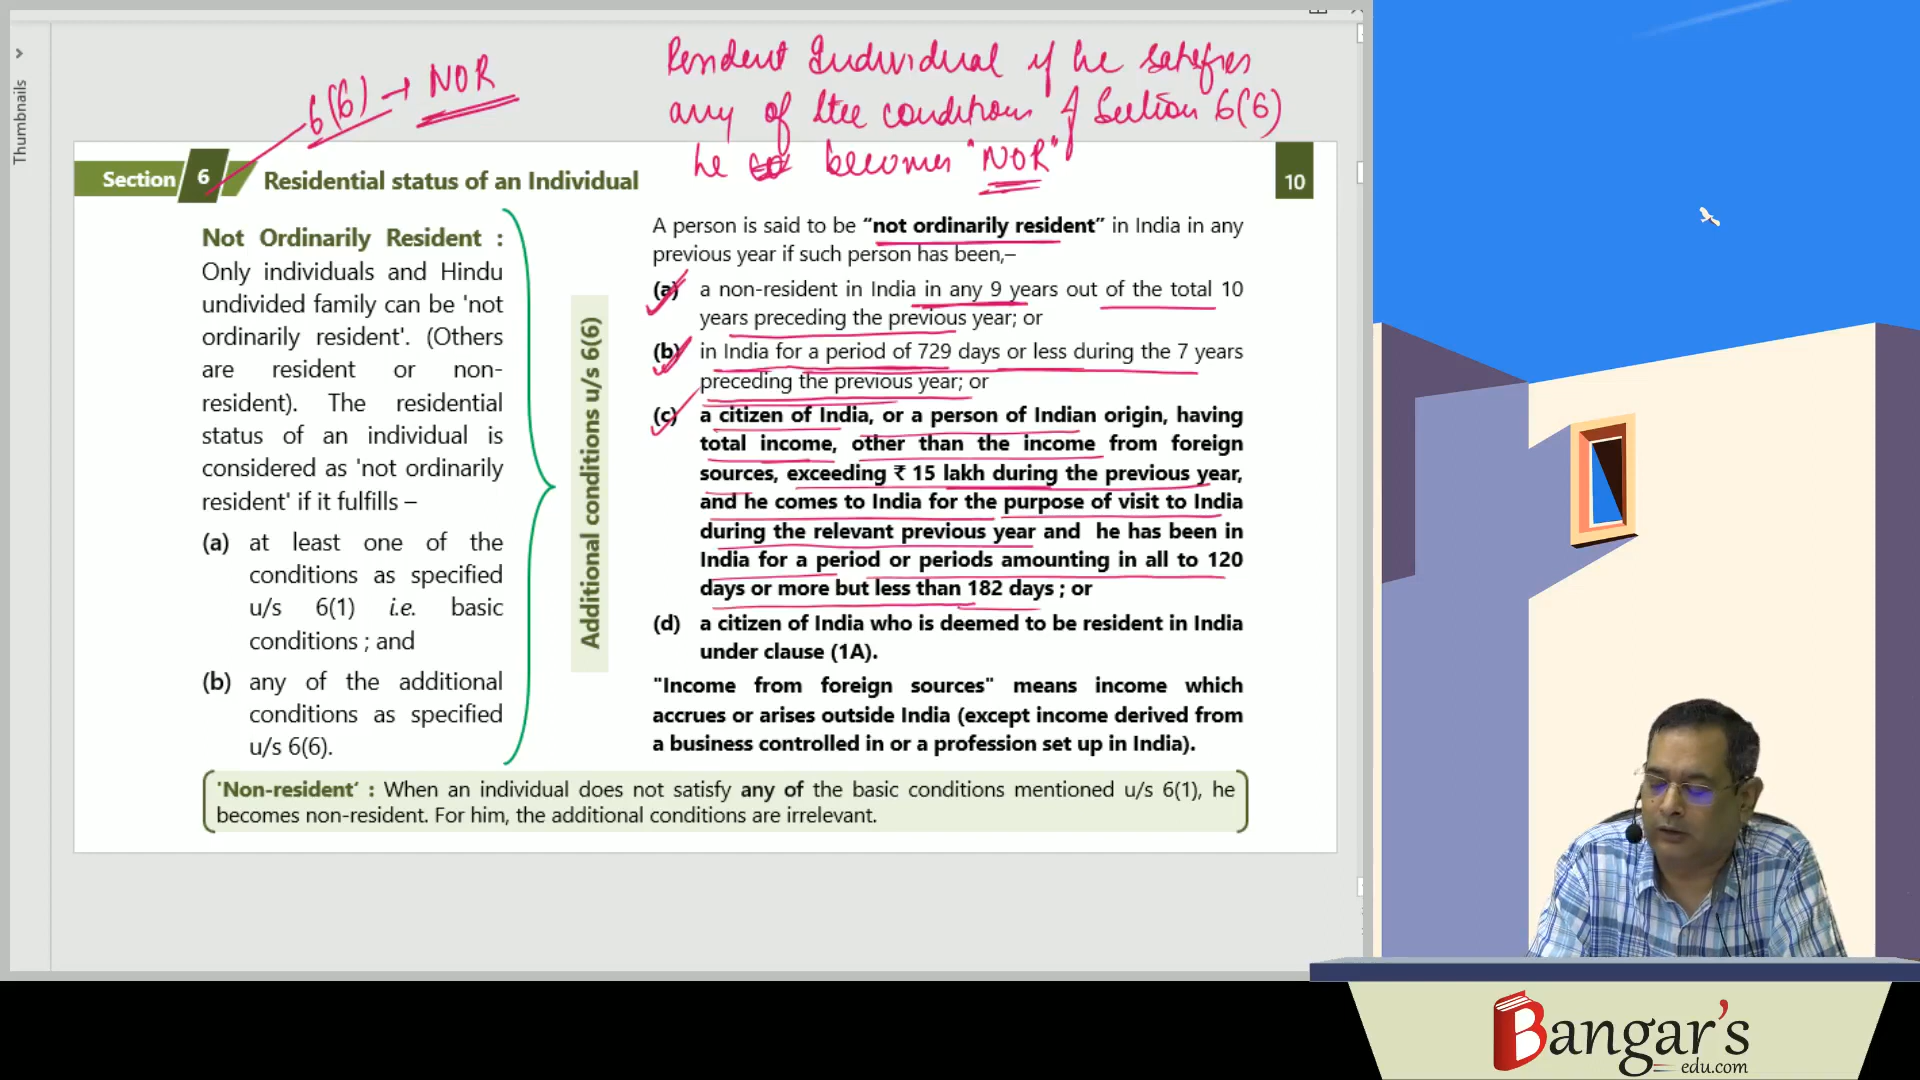 Thumbnails
6(6) → NOR
Resident Individual if he satisfies
any of the conditions of Section 6(6)
he becomes "NOR"
Section 6 Residential status of an Individual
10
Not Ordinarily Resident :
Only individuals and Hindu
undivided family can be 'not
ordinarily resident'. (Others
are resident or non-
resident). The residential
status of an individual is
considered as 'not ordinarily
resident' if it fulfills –
(a) at least one of the
conditions as specified
u/s 6(1) i.e. basic
conditions ; and
(b) any of the additional
conditions as specified
u/s 6(6).
Additional conditions u/s 6(6)
A person is said to be “not ordinarily resident” in India in any
previous year if such person has been,–
(a) a non-resident in India in any 9 years out of the total 10
years preceding the previous year; or
(b) in India for a period of 729 days or less during the 7 years
preceding the previous year; or
(c) a citizen of India, or a person of Indian origin, having
total income, other than the income from foreign
sources, exceeding ₹ 15 lakh during the previous year,
and he comes to India for the purpose of visit to India
during the relevant previous year and he has been in
India for a period or periods amounting in all to 120
days or more but less than 182 days ; or
(d) a citizen of India who is deemed to be resident in India
under clause (1A).
"Income from foreign sources" means income which
accrues or arises outside India (except income derived from
a business controlled in or a profession set up in India).
'Non-resident' : When an individual does not satisfy any of the basic conditions mentioned u/s 6(1), he
becomes non-resident. For him, the additional conditions are irrelevant.
Bangar's
edu.com